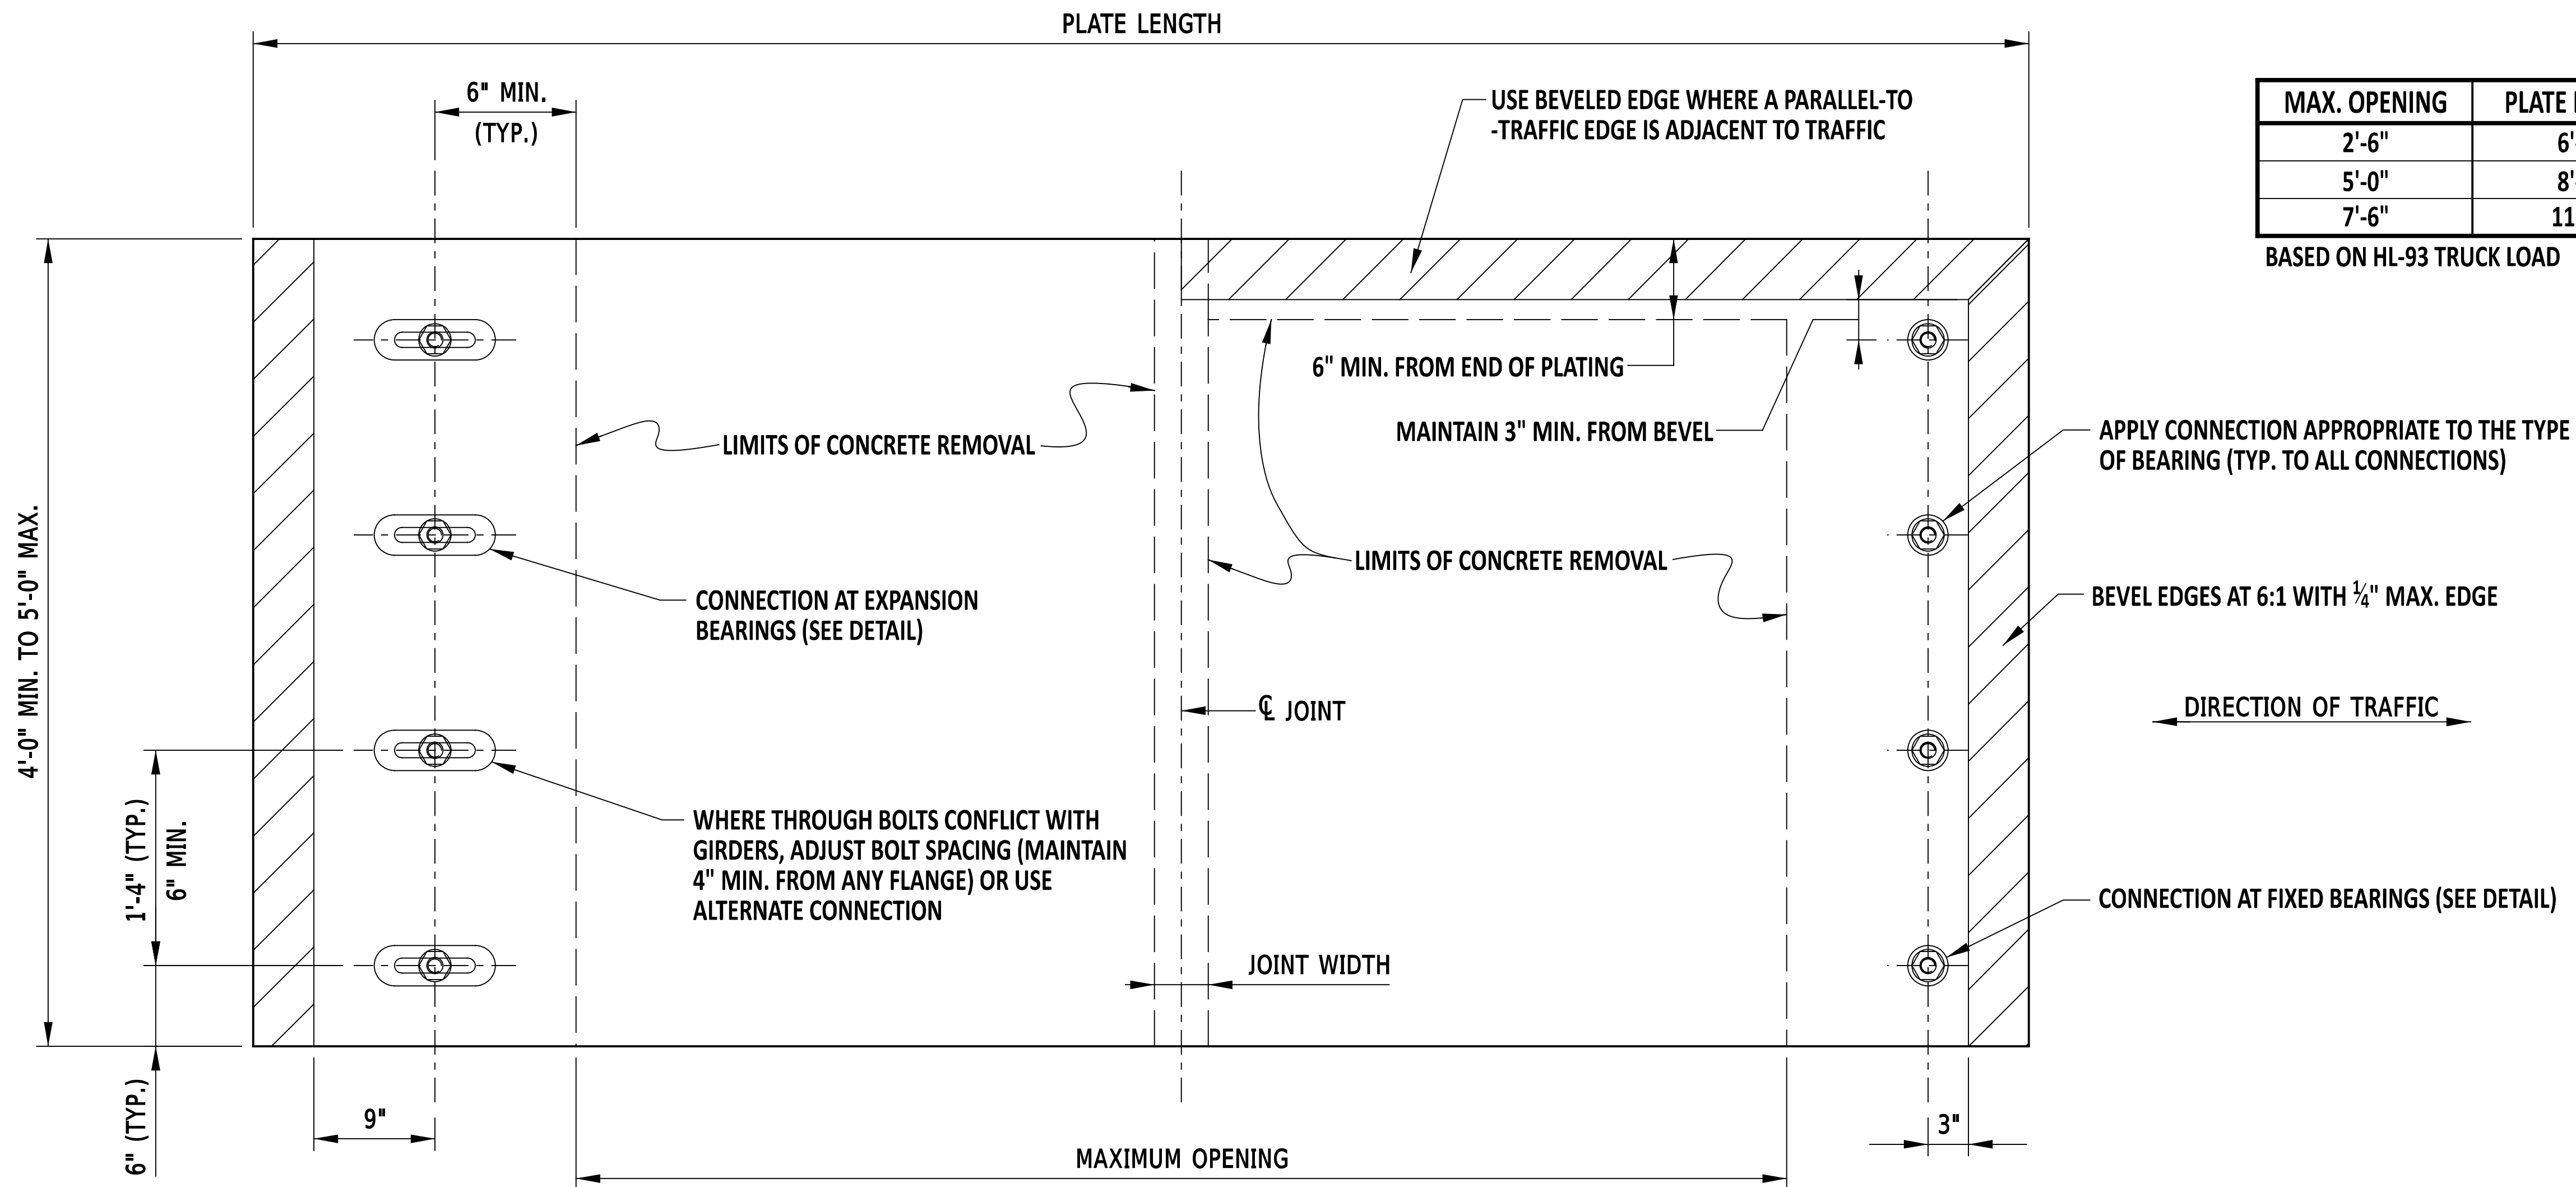 PLATE LENGTH
6" MIN.
(TYP.)
USE BEVELED EDGE WHERE A PARALLEL-TO
-TRAFFIC EDGE IS ADJACENT TO TRAFFIC
MAX. OPENING PLATE
2'-6" 6'
5'-0" 8'
7'-6" 11
BASED ON HL-93 TRUCK LOAD
6" MIN. FROM END OF PLATING
MAINTAIN 3" MIN. FROM BEVEL
LIMITS OF CONCRETE REMOVAL
APPLY CONNECTION APPROPRIATE TO THE TYPE
OF BEARING (TYP. TO ALL CONNECTIONS)
4'-0" MIN. TO 5'-0" MAX.
LIMITS OF CONCRETE REMOVAL
CONNECTION AT EXPANSION
BEARINGS (SEE DETAIL)
BEVEL EDGES AT 6:1 WITH ¼" MAX. EDGE
℄ JOINT
DIRECTION OF TRAFFIC
1'-4" (TYP.)
6" MIN.
WHERE THROUGH BOLTS CONFLICT WITH
GIRDERS, ADJUST BOLT SPACING (MAINTAIN
4" MIN. FROM ANY FLANGE) OR USE
ALTERNATE CONNECTION
CONNECTION AT FIXED BEARINGS (SEE DETAIL)
JOINT WIDTH
6" (TYP.)
9"
3"
MAXIMUM OPENING